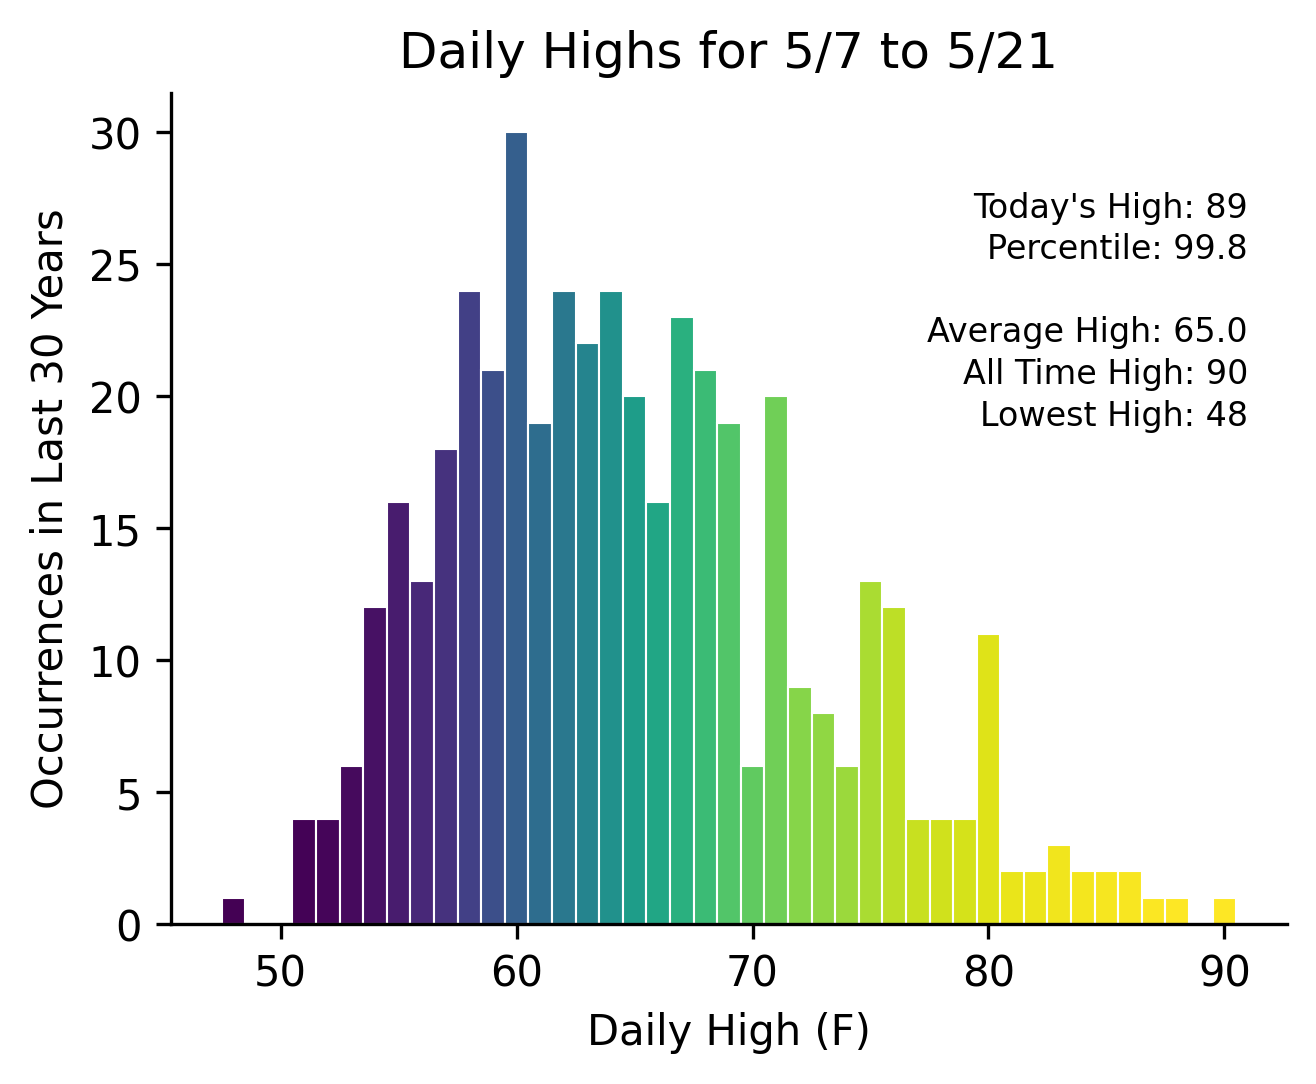 Daily Highs for 5/7 to 5/21
30
25
20
15
10
5
0
Occurrences in Last 30 Years
Today's High: 89
Percentile: 99.8
Average High: 65.0
All Time High: 90
Lowest High: 48
50 60 70 80 90
Daily High (F)